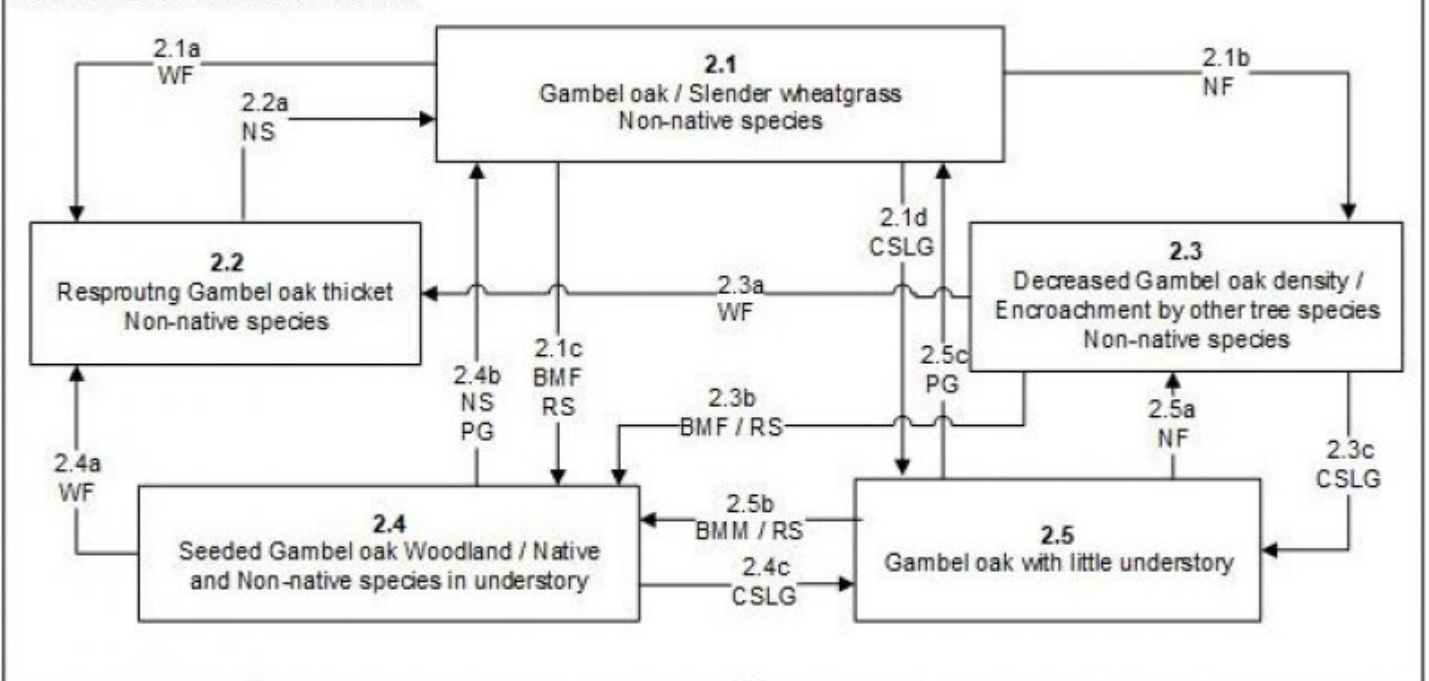 2.1a
WF
2.2a
NS
2.1
Gambel oak / Slender wheatgrass
Non-native species
2.1b
NF
2.2
Resproutng Gambel oak thicket
Non-native species
2.1d
CSLG
2.3
Decreased Gambel oak density /
Encroachment by other tree species
Non-native species
2.3a
WF
2.4b
NS
PG
2.1c
BMF
RS
2.5c
PG
2.3b
BMF / RS
2.5a
NF
2.3c
CSLG
2.4a
WF
2.4
Seeded Gambel oak Woodland / Native
and Non-native species in understory
2.5b
BMM / RS
2.4c
CSLG
2.5
Gambel oak with little understory